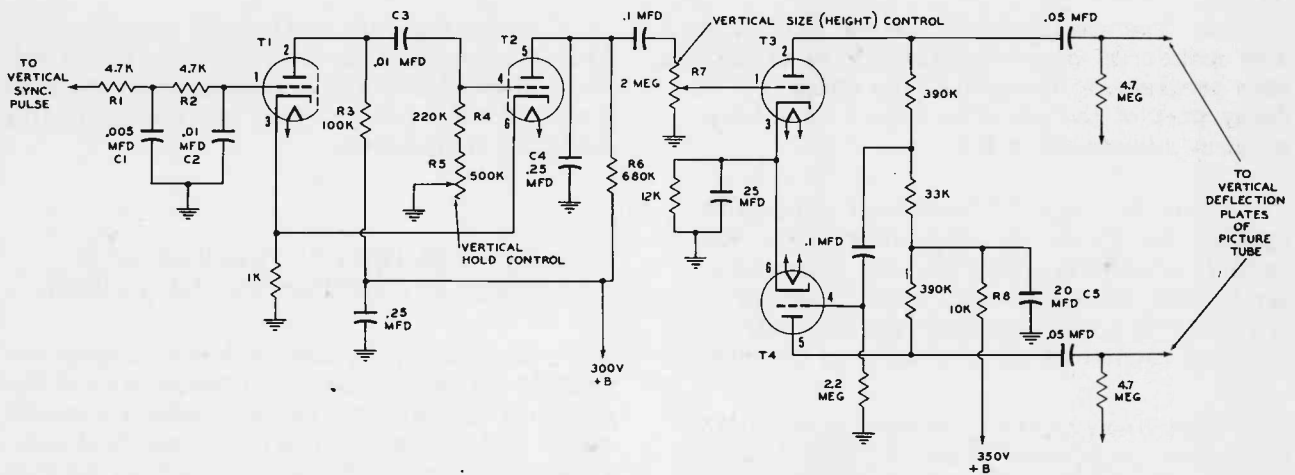 TO
VERTICAL
SYNC.
PULSE
4.7K
R1
4.7K
R2
.005
MFD
C1
.01
MFD
C2
T1
1
2
3
1K
C3
.01 MFD
R3
100K
220K
R4
R5
500K
VERTICAL
HOLD CONTROL
.25
MFD
T2
5
4
6
C4
.25
MFD
R6
680K
300V
+B
.1 MFD
VERTICAL SIZE (HEIGHT) CONTROL
R7
2 MEG
T3
2
1
3
12K
25
MFD
.1 MFD
6
4
5
T4
2.2
MEG
390K
33K
390K
R8
10K
20
MFD
C5
350V
+B
.05 MFD
4.7
MEG
TO
VERTICAL
DEFLECTION
PLATES
OF
PICTURE
TUBE
.05 MFD
4.7
MEG